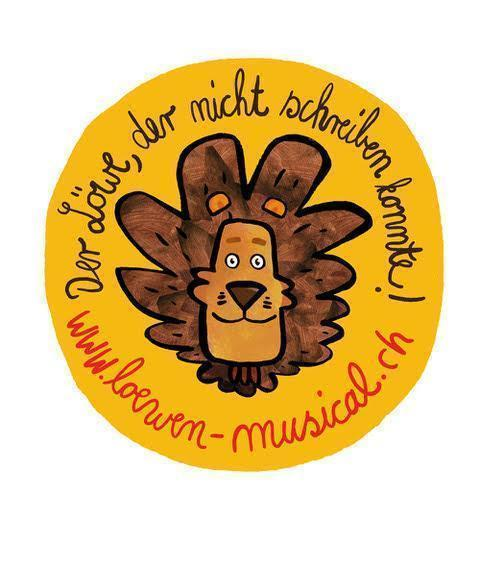 Der Löwe, der nicht schreiben konnte!
www.loewen-musical.ch